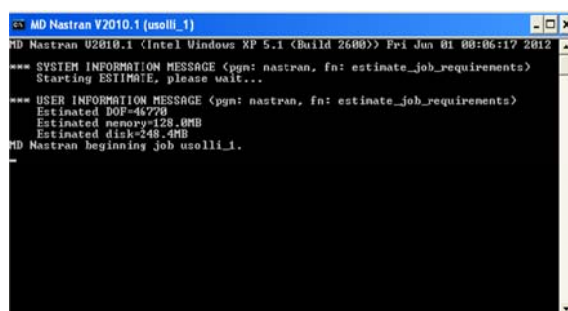 MD Nastran V2010.1 (usolli_1)
MD Nastran V2010.1 (Intel Windows XP 5.1 (Build 2600)) Fri Jun 01 00:06:17 2012
*** SYSTEM INFORMATION MESSAGE (pgm: nastran, fn: estimate_job_requirements)
Starting ESTIMATE, please wait...
*** USER INFORMATION MESSAGE (pgm: nastran, fn: estimate_job_requirements)
Estimated DOF=46770
Estimated memory=128.0MB
Estimated disk=248.4MB
MD Nastran beginning job usolli_1.